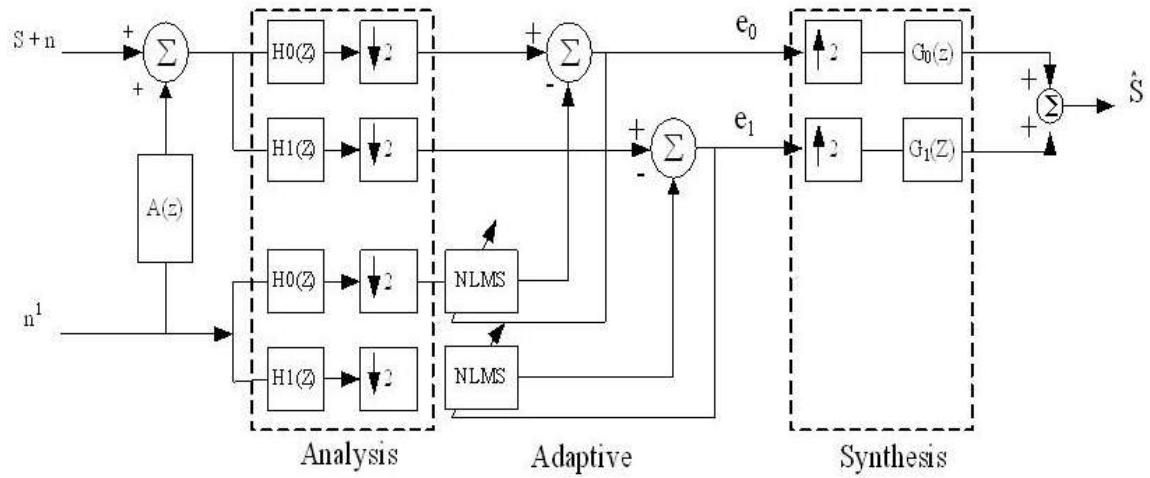 S + n
+
+
Σ
H0(Z)
2
+
-
Σ
e₀
2
G₀(z)
+
Σ
+
Ŝ
H1(Z)
2
+
-
Σ
e₁
2
G₁(Z)
A(z)
H0(Z)
2
NLMS
n¹
H1(Z)
2
NLMS
Analysis
Adaptive
Synthesis